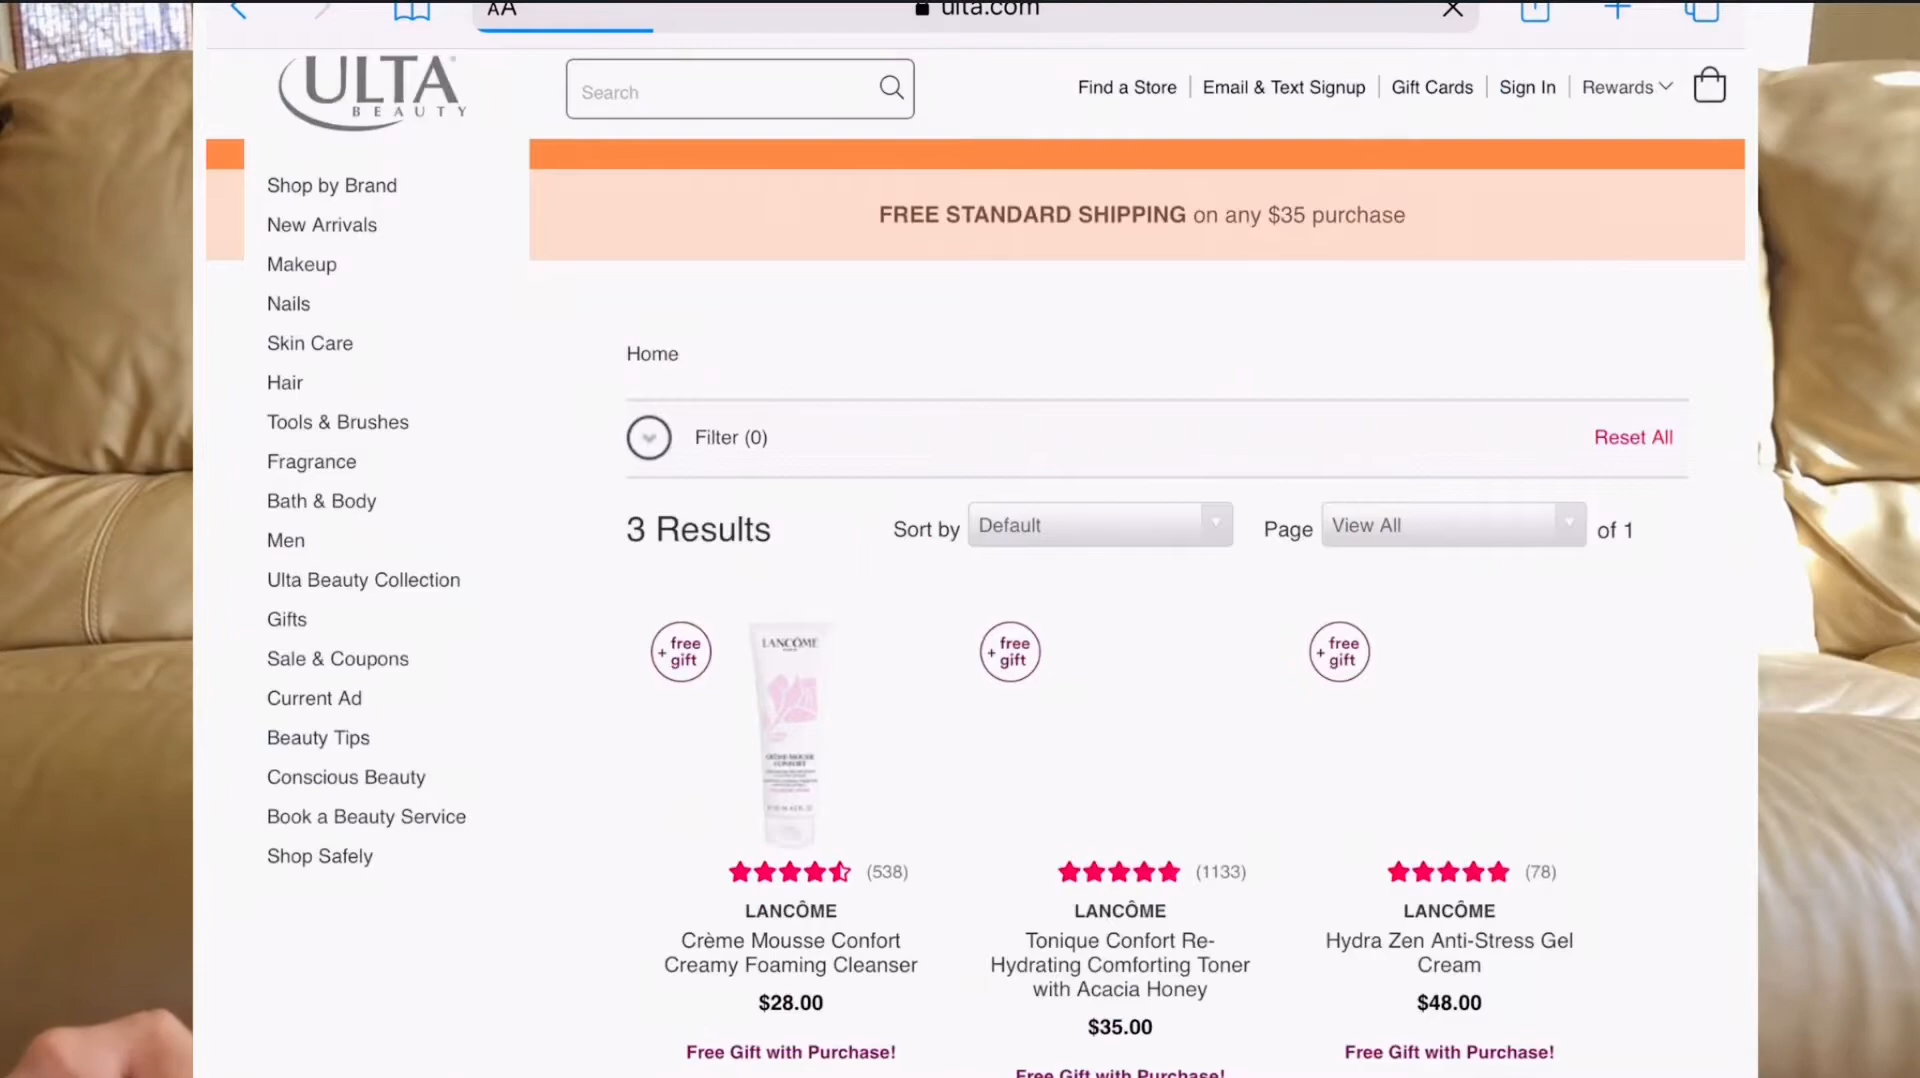 AA
ulta.com
ULTA
BEAUTY
Search
Find a Store
Email & Text Signup
Gift Cards
Sign In
Rewards
FREE STANDARD SHIPPING on any $35 purchase
Shop by Brand
New Arrivals
Makeup
Nails
Skin Care
Hair
Tools & Brushes
Fragrance
Bath & Body
Men
Ulta Beauty Collection
Gifts
Sale & Coupons
Current Ad
Beauty Tips
Conscious Beauty
Book a Beauty Service
Shop Safely
Home
Filter (0)
Reset All
3 Results
Sort by
Default
Page
View All
of 1
+ free
gift
LANCÔME
CRÈME MOUSSE
CONFORT
(538)
LANCÔME
Crème Mousse Confort
Creamy Foaming Cleanser
$28.00
Free Gift with Purchase!
+ free
gift
(1133)
LANCÔME
Tonique Confort Re-
Hydrating Comforting Toner
with Acacia Honey
$35.00
Free Gift with Purchase!
+ free
gift
(78)
LANCÔME
Hydra Zen Anti-Stress Gel
Cream
$48.00
Free Gift with Purchase!